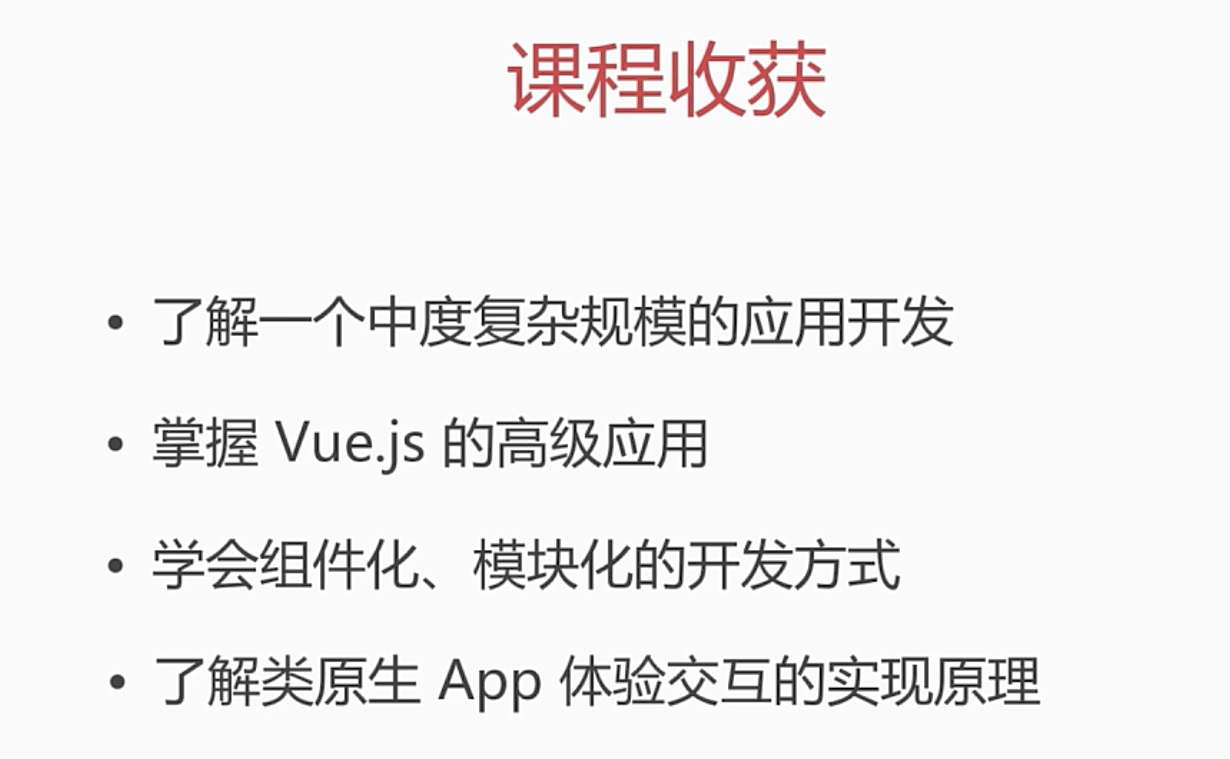 课程收获
• 了解一个中度复杂规模的应用开发
• 掌握 Vue.js 的高级应用
• 学会组件化、模块化的开发方式
• 了解类原生 App 体验交互的实现原理